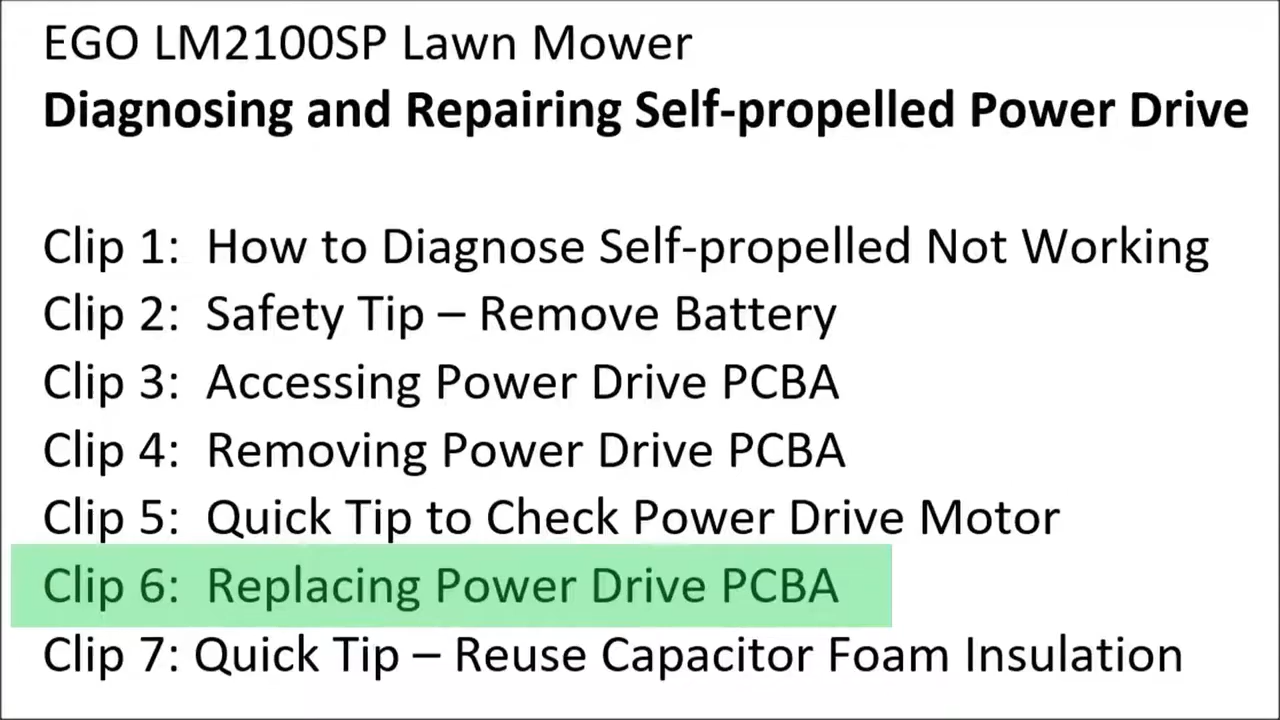 EGO LM2100SP Lawn Mower
Diagnosing and Repairing Self-propelled Power Drive
Clip 1: How to Diagnose Self-propelled Not Working
Clip 2: Safety Tip – Remove Battery
Clip 3: Accessing Power Drive PCBA
Clip 4: Removing Power Drive PCBA
Clip 5: Quick Tip to Check Power Drive Motor
Clip 6: Replacing Power Drive PCBA
Clip 7: Quick Tip – Reuse Capacitor Foam Insulation